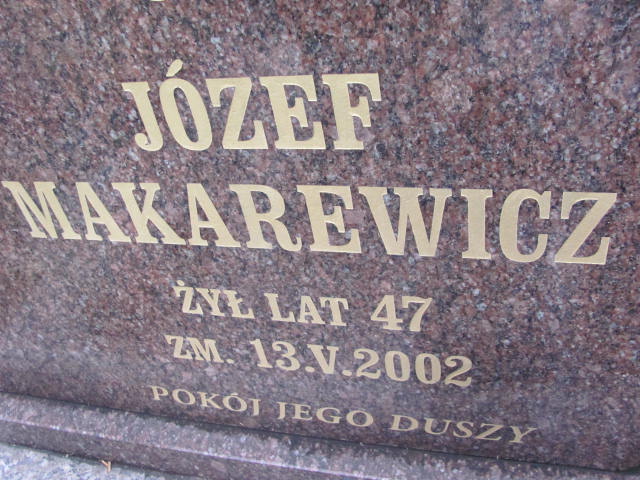 JÓZEF
MAKAREWICZ
ŻYŁ LAT 47
ZM. 13.V.2002
POKÓJ JEGO DUSZY